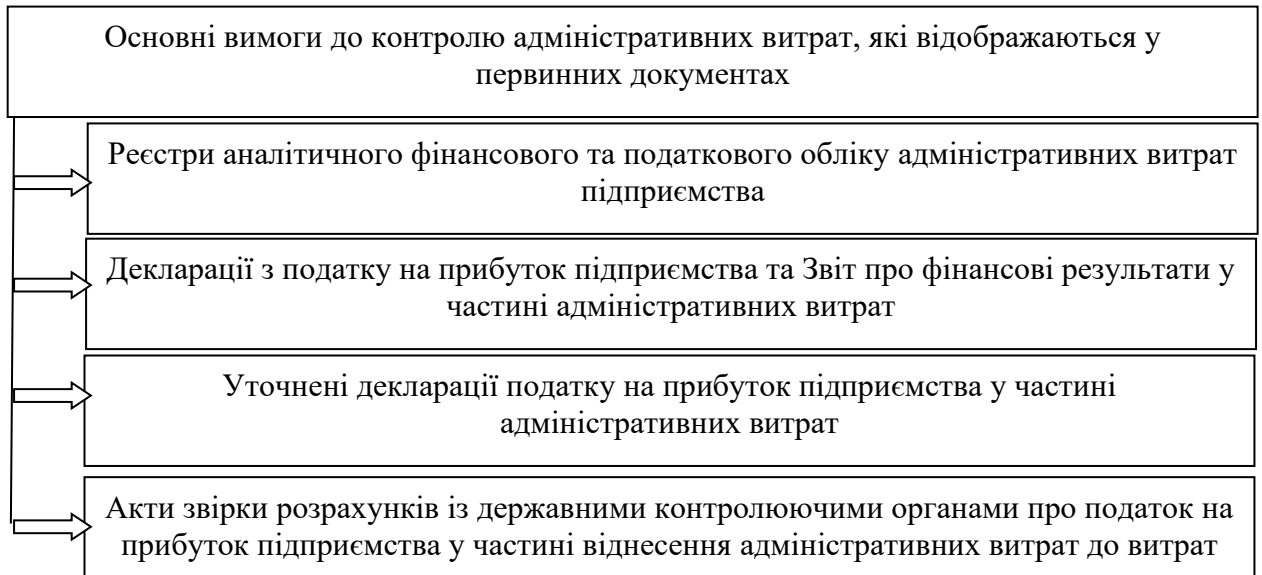 Основні вимоги до контролю адміністративних витрат, які відображаються у
первинних документах
Реєстри аналітичного фінансового та податкового обліку адміністративних витрат
підприємства
Декларації з податку на прибуток підприємства та Звіт про фінансові результати у
частині адміністративних витрат
Уточнені декларації податку на прибуток підприємства у частині
адміністративних витрат
Акти звірки розрахунків із державними контролюючими органами про податок на
прибуток підприємства у частині віднесення адміністративних витрат до витрат